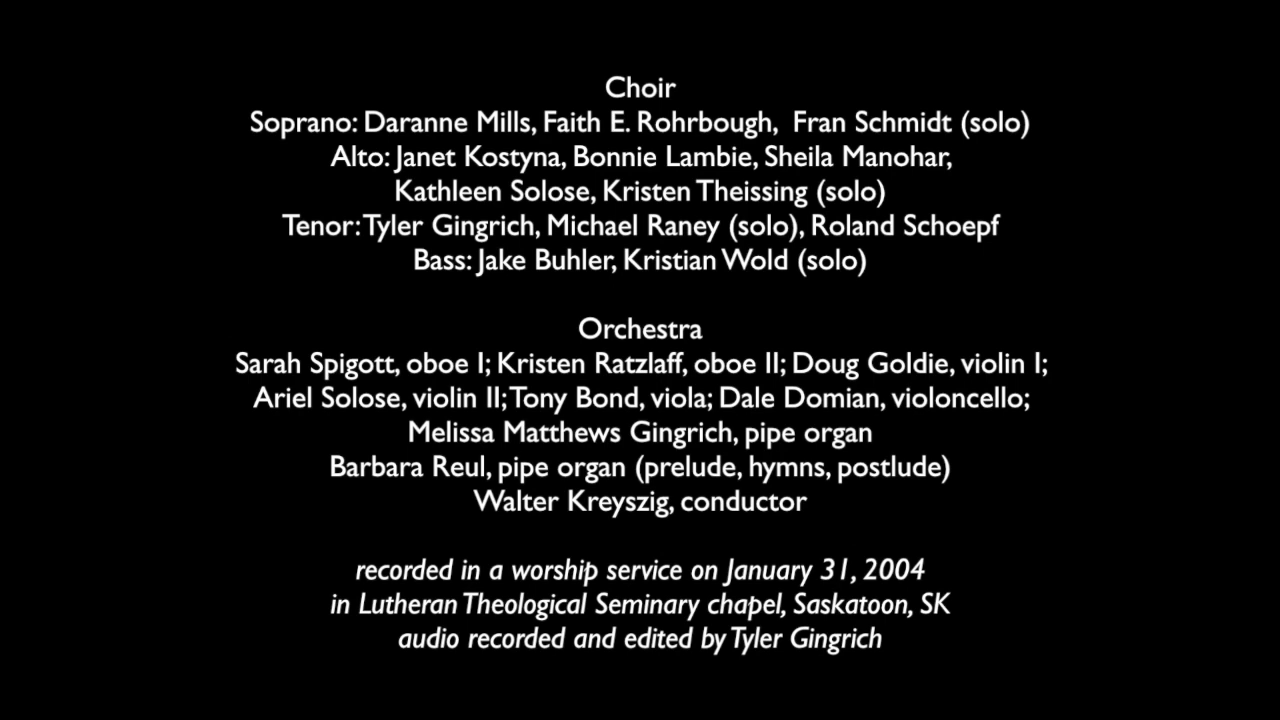 Choir
Soprano: Daranne Mills, Faith E. Rohrbough, Fran Schmidt (solo)
Alto: Janet Kostyna, Bonnie Lambie, Sheila Manohar,
Kathleen Solose, Kristen Theissing (solo)
Tenor: Tyler Gingrich, Michael Raney (solo), Roland Schoepf
Bass: Jake Buhler, Kristian Wold (solo)
Orchestra
Sarah Spigott, oboe I; Kristen Ratzlaff, oboe II; Doug Goldie, violin I;
Ariel Solose, violin II; Tony Bond, viola; Dale Domian, violoncello;
Melissa Matthews Gingrich, pipe organ
Barbara Reul, pipe organ (prelude, hymns, postlude)
Walter Kreyszig, conductor
recorded in a worship service on January 31, 2004
in Lutheran Theological Seminary chapel, Saskatoon, SK
audio recorded and edited by Tyler Gingrich